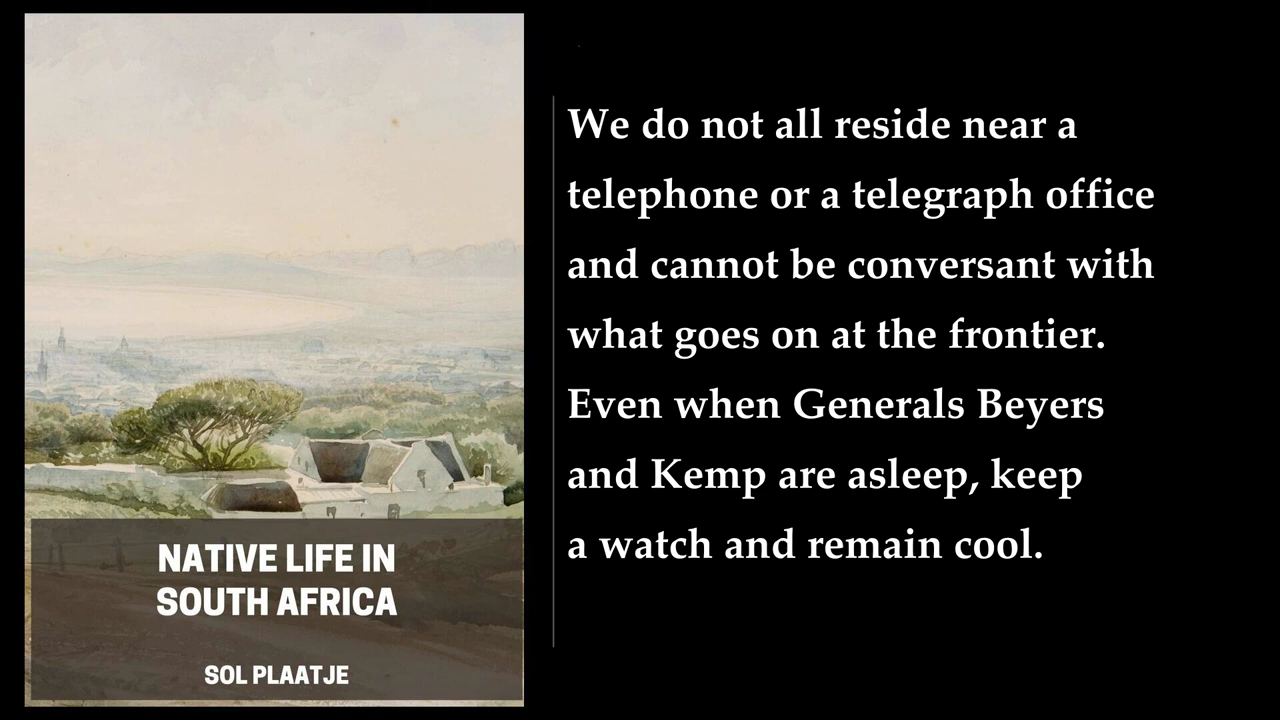 NATIVE LIFE IN
SOUTH AFRICA
SOL PLAATJE
We do not all reside near a
telephone or a telegraph office
and cannot be conversant with
what goes on at the frontier.
Even when Generals Beyers
and Kemp are asleep, keep
a watch and remain cool.